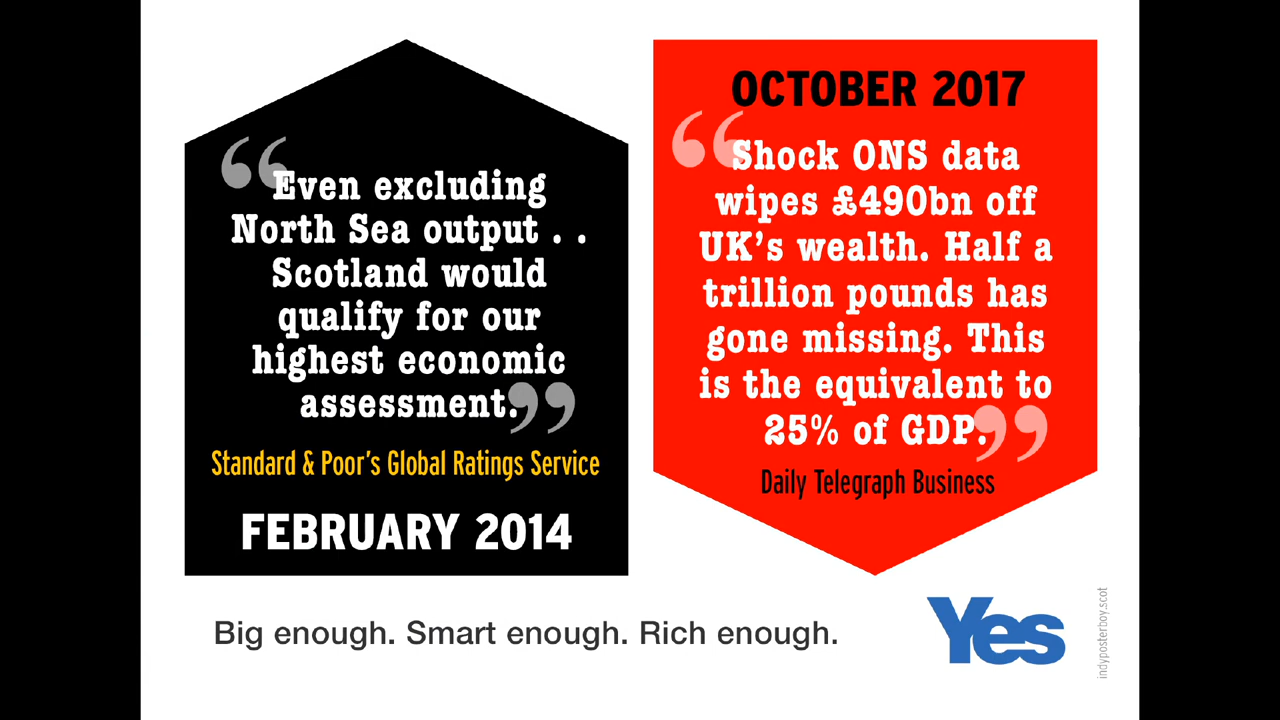 “Even excluding
North Sea output . .
Scotland would
qualify for our
highest economic
assessment.”
Standard & Poor's Global Ratings Service
FEBRUARY 2014
OCTOBER 2017
“Shock ONS data
wipes £490bn off
UK's wealth. Half a
trillion pounds has
gone missing. This
is the equivalent to
25% of GDP.”
Daily Telegraph Business
Big enough. Smart enough. Rich enough.
Yes
indyposterboy.scot